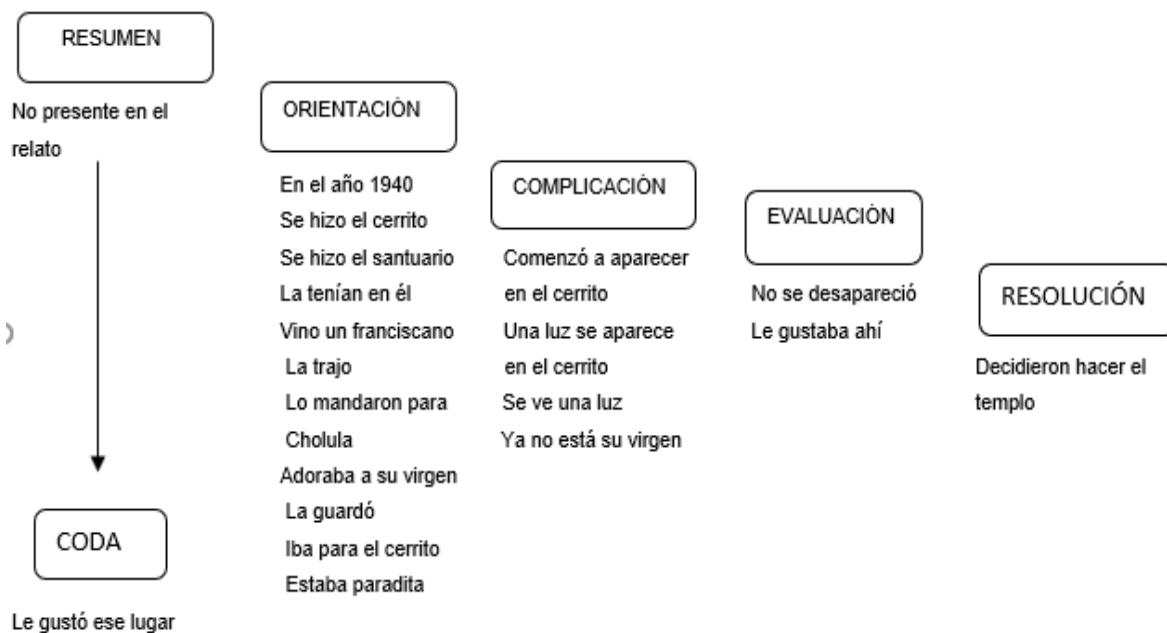 RESUMEN
No presente en el
relato
ORIENTACIÓN
En el año 1940
Se hizo el cerrito
Se hizo el santuario
La tenían en él
Vino un franciscano
La trajo
Lo mandaron para
Cholula
Adoraba a su virgen
La guardó
Iba para el cerrito
Estaba paradita
COMPLICACIÓN
Comenzó a aparecer
en el cerrito
Una luz se aparece
en el cerrito
Se ve una luz
Ya no está su virgen
EVALUACIÓN
No se desapareció
Le gustaba ahí
RESOLUCIÓN
Decidieron hacer el
templo
CODA
Le gustó ese lugar